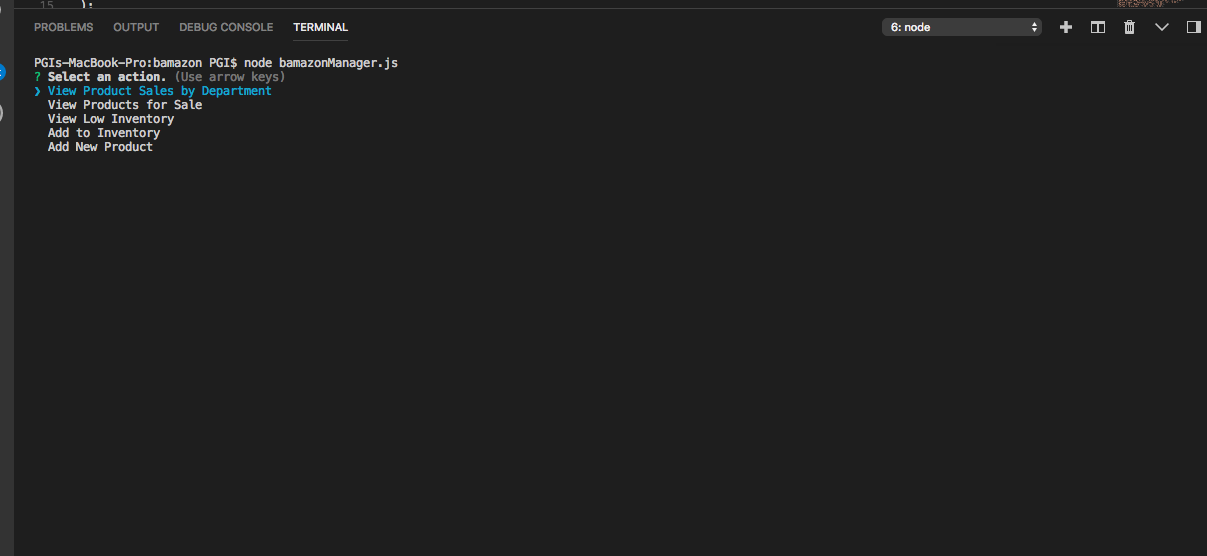 15 );
PROBLEMS OUTPUT DEBUG CONSOLE TERMINAL 6: node
PGIs-MacBook-Pro:bamazon PGI$ node bamazonManager.js
? Select an action. (Use arrow keys)
❯ View Product Sales by Department
View Products for Sale
View Low Inventory
Add to Inventory
Add New Product